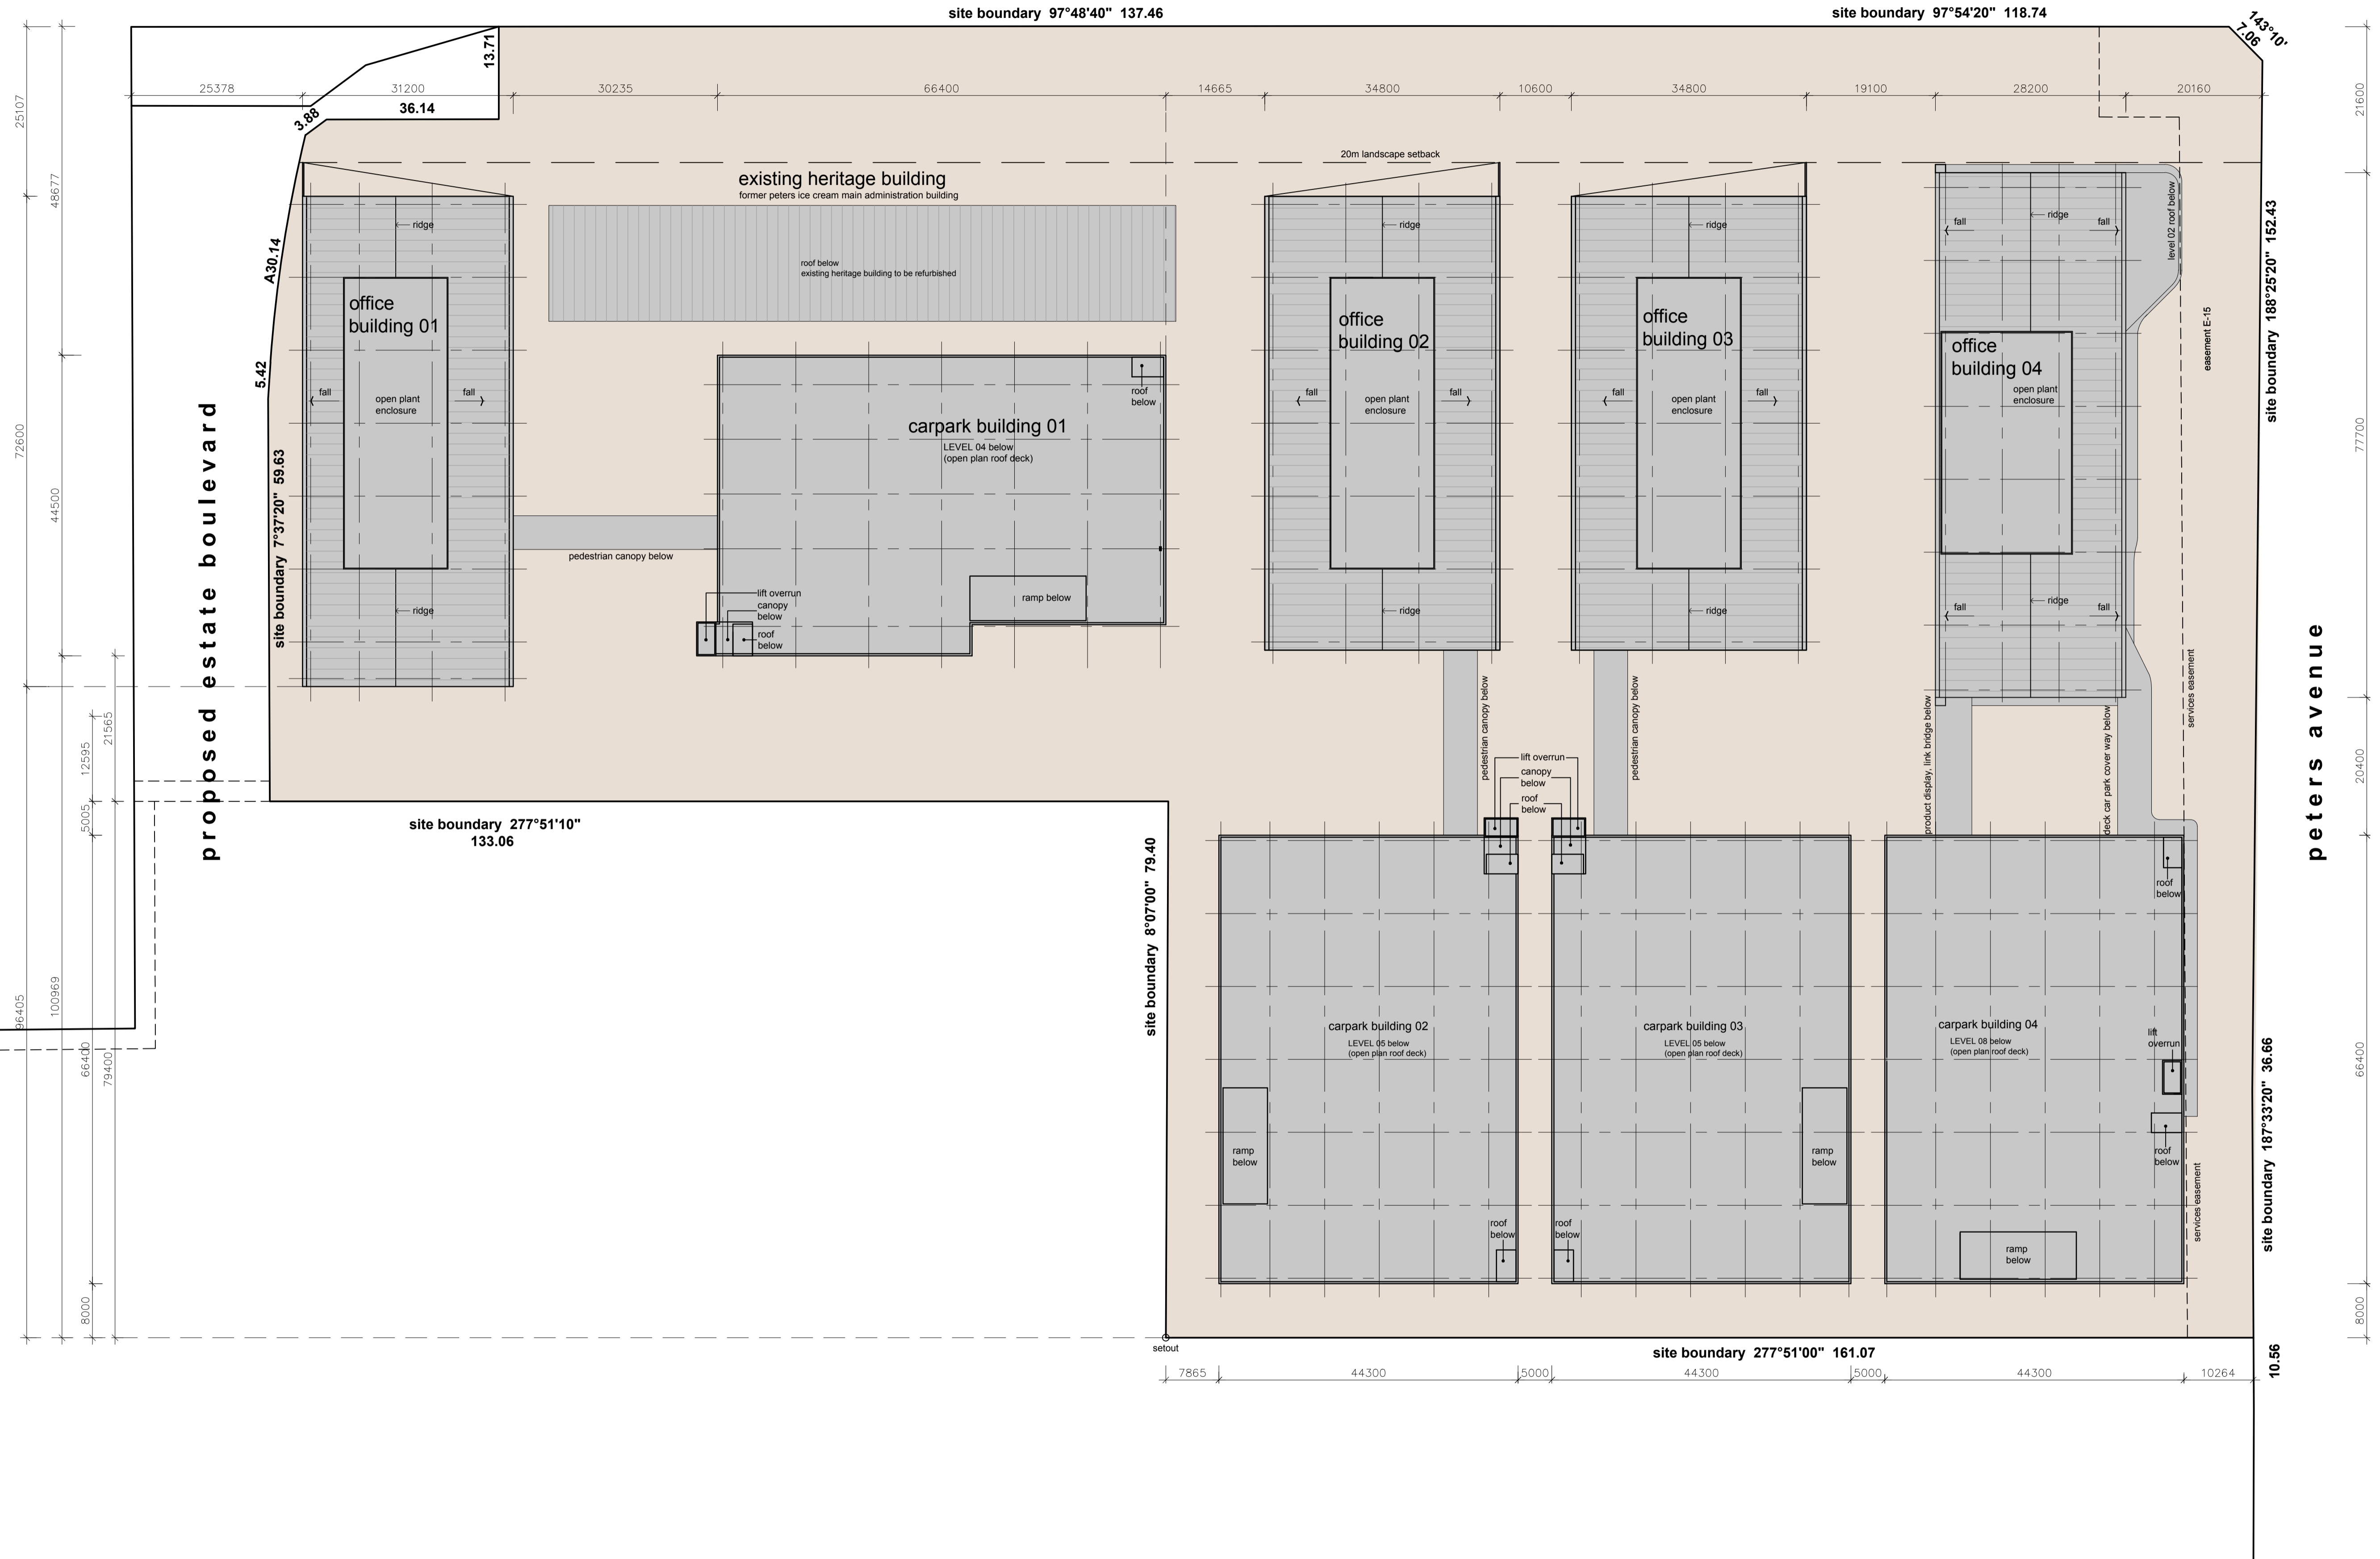 site boundary 97°48'40" 137.46
site boundary 97°54'20" 118.74
143°10'
7.06
13.71
25378
31200
30235
66400
14665
34800
10600
34800
19100
28200
20160
36.14
3.88
25107
48677
21600
20m landscape setback
existing heritage building
former peters ice cream main administration building
roof below
existing heritage building to be refurbished
A30.14
5.42
site boundary 7°37'20" 59.63
proposed estate boulevard
72600
44500
ridge
office
building 01
fall
fall
open plant
enclosure
ridge
pedestrian canopy below
carpark building 01
LEVEL 04 below
(open plan roof deck)
roof
below
ramp below
lift overrun
canopy
below
roof
below
ridge
office
building 02
fall
fall
open plant
enclosure
ridge
ridge
office
building 03
fall
fall
open plant
enclosure
ridge
fall
ridge
fall
level 02 roof below
office
building 04
open plant
enclosure
fall
ridge
fall
easement E-15
site boundary 188°25'20" 152.43
77700
peters avenue
services easement
pedestrian canopy below
pedestrian canopy below
product display, link bridge below
deck car park cover way below
20400
lift overrun
canopy
below
roof
below
12595
21565
5005
96405
100969
66400
79400
8000
site boundary 277°51'10"
133.06
site boundary 8°07'00" 79.40
carpark building 02
LEVEL 05 below
(open plan roof deck)
ramp
below
roof
below
carpark building 03
LEVEL 05 below
(open plan roof deck)
ramp
below
roof
below
carpark building 04
LEVEL 08 below
(open plan roof deck)
roof
below
lift
overrun
roof
below
ramp
below
services easement
site boundary 187°33'20" 36.66
66400
8000
setout
site boundary 277°51'00" 161.07
10.56
7865
44300
5000
44300
5000
44300
10264